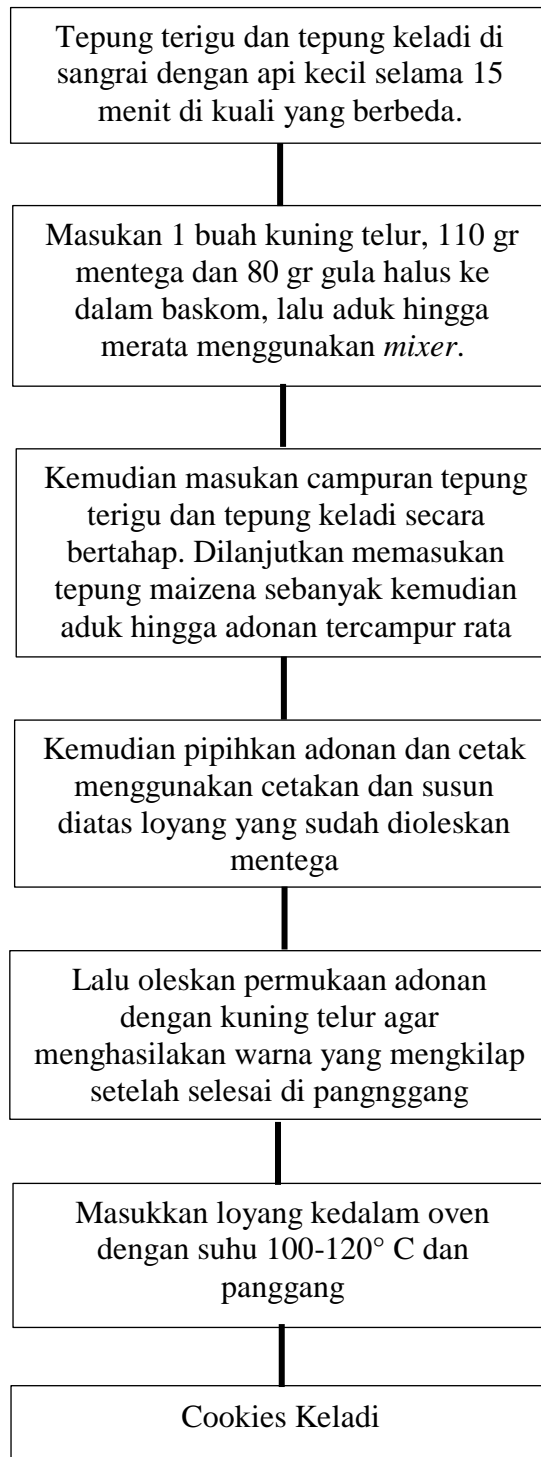 Tepung terigu dan tepung keladi di
sangrai dengan api kecil selama 15
menit di kuali yang berbeda.
Masukan 1 buah kuning telur, 110 gr
mentega dan 80 gr gula halus ke
dalam baskom, lalu aduk hingga
merata menggunakan mixer.
Kemudian masukan campuran tepung
terigu dan tepung keladi secara
bertahap. Dilanjutkan memasukan
tepung maizena sebanyak kemudian
aduk hingga adonan tercampur rata
Kemudian pipihkan adonan dan cetak
menggunakan cetakan dan susun
diatas loyang yang sudah dioleskan
mentega
Lalu oleskan permukaan adonan
dengan kuning telur agar
menghasilakan warna yang mengkilap
setelah selesai di pangnggang
Masukkan loyang kedalam oven
dengan suhu 100-120° C dan
panggang
Cookies Keladi